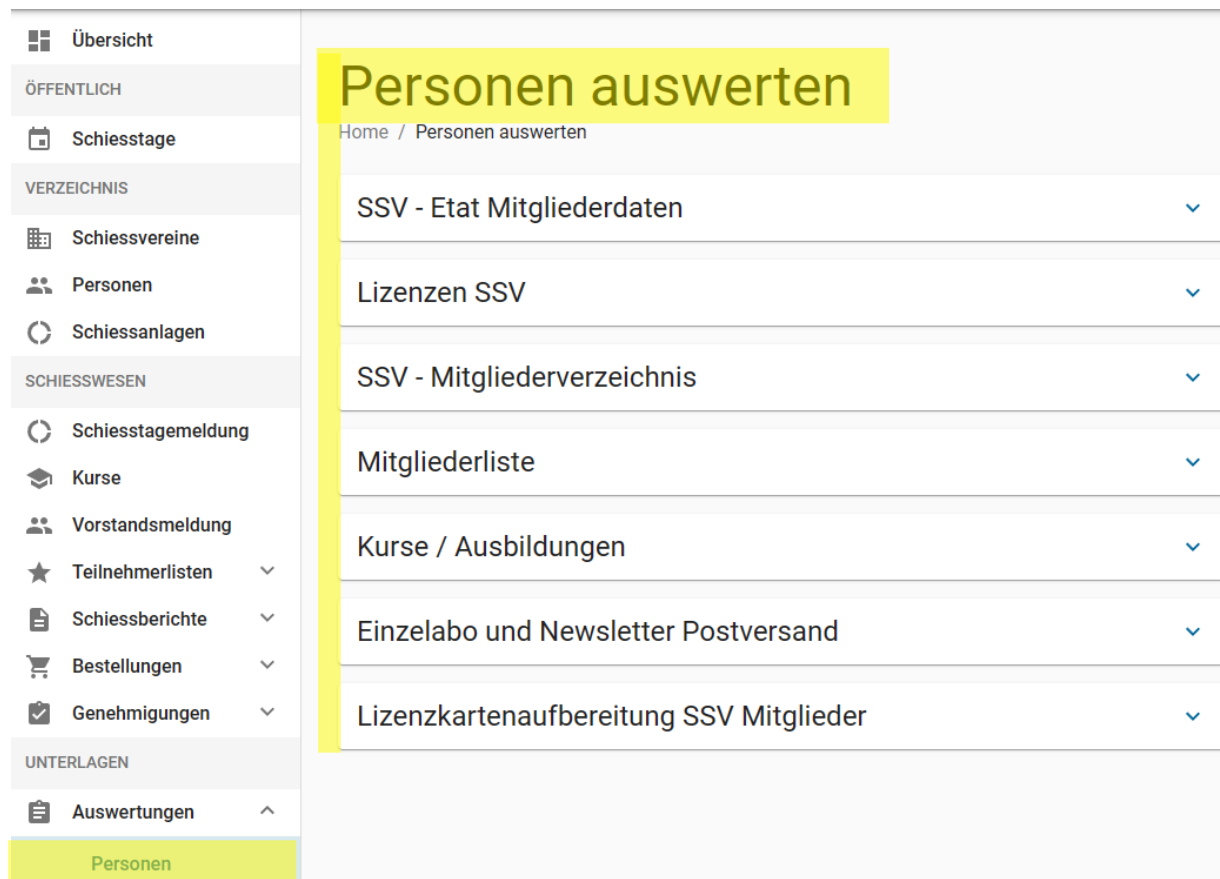 Übersicht
ÖFFENTLICH
Schiesstage
VERZEICHNIS
Schiessvereine
Personen
Schiessanlagen
SCHIESSWESEN
Schiesstagemeldung
Kurse
Vorstandsmeldung
Teilnehmerlisten
Schiessberichte
Bestellungen
Genehmigungen
UNTERLAGEN
Auswertungen
Personen
Personen auswerten
Home / Personen auswerten
SSV - Etat Mitgliederdaten
Lizenzen SSV
SSV - Mitgliederverzeichnis
Mitgliederliste
Kurse / Ausbildungen
Einzelabo und Newsletter Postversand
Lizenzkartenaufbereitung SSV Mitglieder